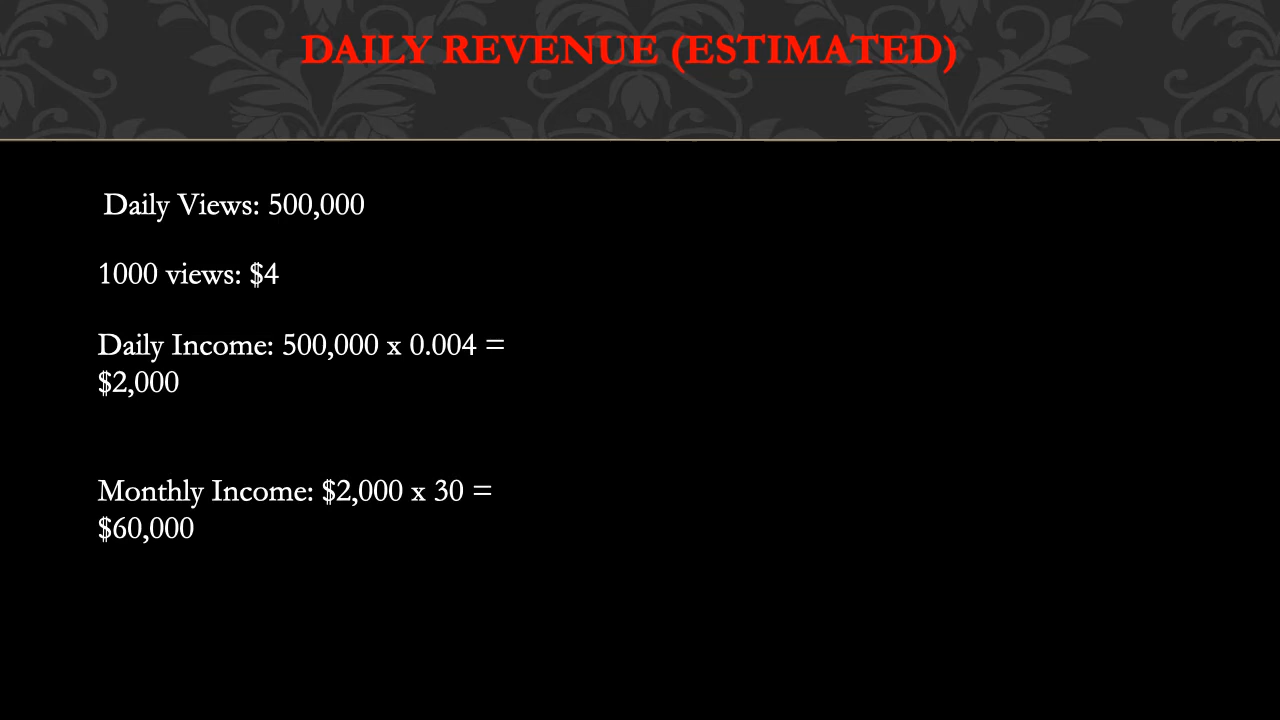 DAILY REVENUE (ESTIMATED)
Daily Views: 500,000
1000 views: $4
Daily Income: 500,000 x 0.004 =
$2,000
Monthly Income: $2,000 x 30 =
$60,000